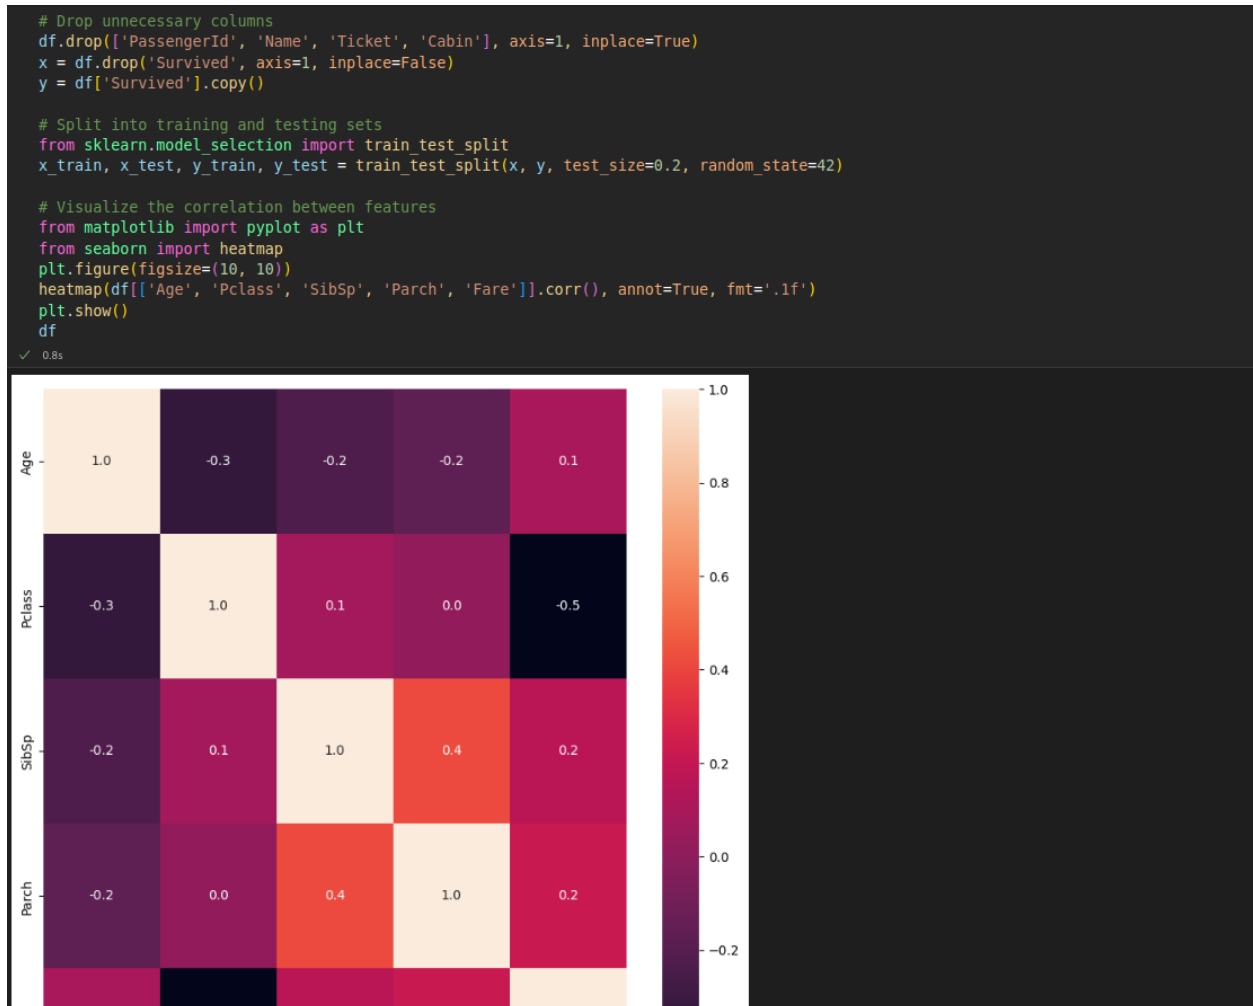 # Drop unnecessary columns
df.drop(['PassengerId', 'Name', 'Ticket', 'Cabin'], axis=1, inplace=True)
x = df.drop('Survived', axis=1, inplace=False)
y = df['Survived'].copy()
# Split into training and testing sets
from sklearn.model_selection import train_test_split
x_train, x_test, y_train, y_test = train_test_split(x, y, test_size=0.2, random_state=42)
# Visualize the correlation between features
from matplotlib import pyplot as plt
from seaborn import heatmap
plt.figure(figsize=(10, 10))
heatmap(df[['Age', 'Pclass', 'SibSp', 'Parch', 'Fare']].corr(), annot=True, fmt='.1f')
plt.show()
df
✓ 0.8s
Age 1.0 -0.3 -0.2 -0.2 0.1
Pclass -0.3 1.0 0.1 0.0 -0.5
SibSp -0.2 0.1 1.0 0.4 0.2
Parch -0.2 0.0 0.4 1.0 0.2
1.0
0.8
0.6
0.4
0.2
0.0
−0.2